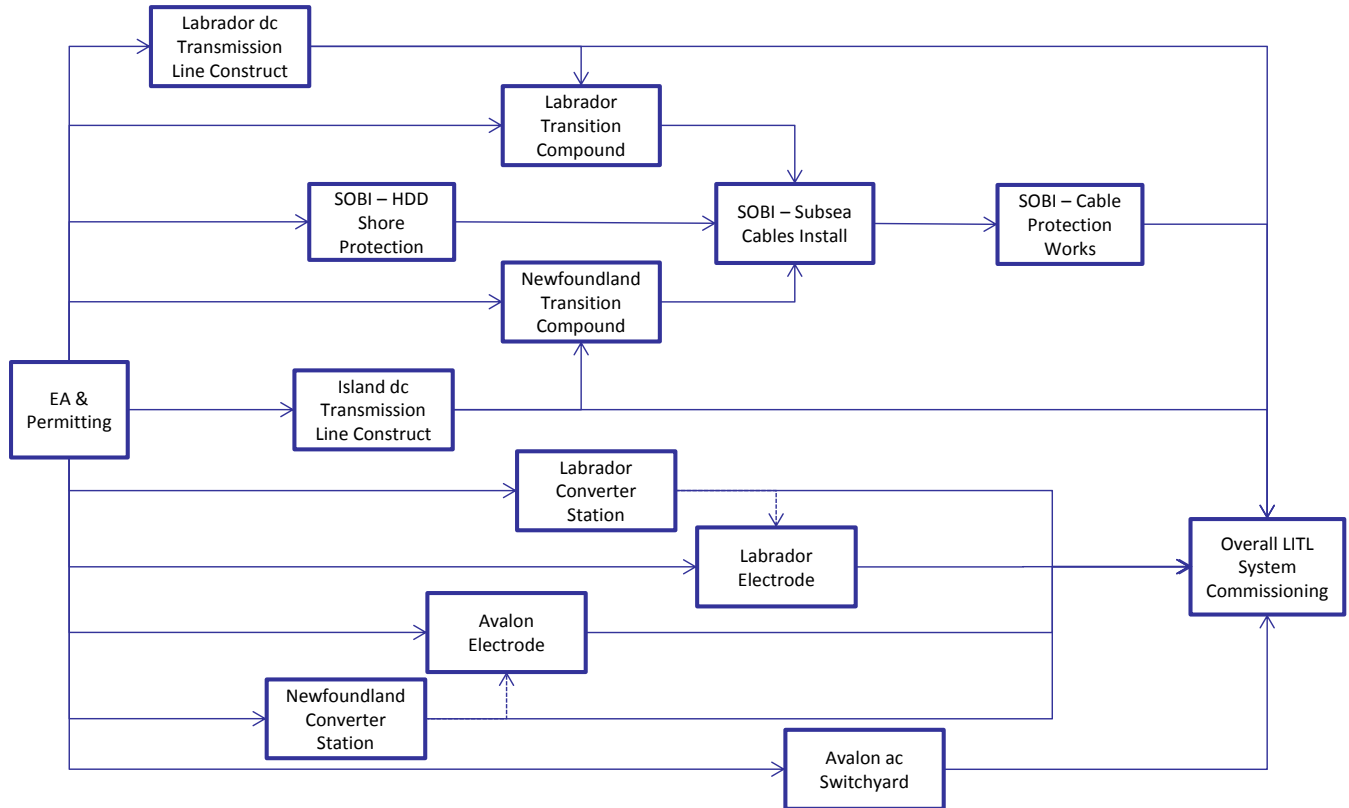 Labrador dc
Transmission
Line Construct
Labrador
Transition
Compound
SOBI – HDD
Shore
Protection
SOBI – Subsea
Cables Install
SOBI – Cable
Protection
Works
Newfoundland
Transition
Compound
EA &
Permitting
Island dc
Transmission
Line Construct
Labrador
Converter
Station
Labrador
Electrode
Overall LITL
System
Commissioning
Avalon
Electrode
Newfoundland
Converter
Station
Avalon ac
Switchyard